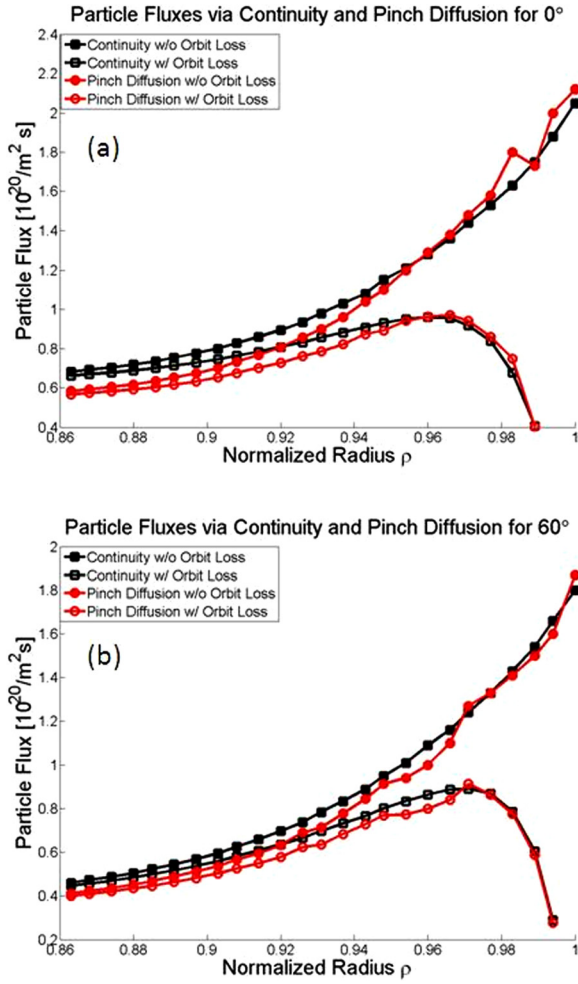 Particle Fluxes via Continuity and Pinch Diffusion for 0°
2.4
2.2
2
1.8
1.6
1.4
1.2
1
0.8
0.6
0.4
Particle Flux [10^20/m^2 s]
Continuity w/o Orbit Loss
Continuity w/ Orbit Loss
Pinch Diffusion w/o Orbit Loss
Pinch Diffusion w/ Orbit Loss
(a)
0.86 0.88 0.9 0.92 0.94 0.96 0.98 1
Normalized Radius ρ
Particle Fluxes via Continuity and Pinch Diffusion for 60°
2
1.8
1.6
1.4
1.2
1
0.8
0.6
0.4
0.2
Particle Flux [10^20/m^2s]
Continuity w/o Orbit Loss
Continuity w/ Orbit Loss
Pinch Diffusion w/o Orbit Loss
Pinch Diffusion w/ Orbit Loss
(b)
0.86 0.88 0.9 0.92 0.94 0.96 0.98 1
Normalized Radius ρ